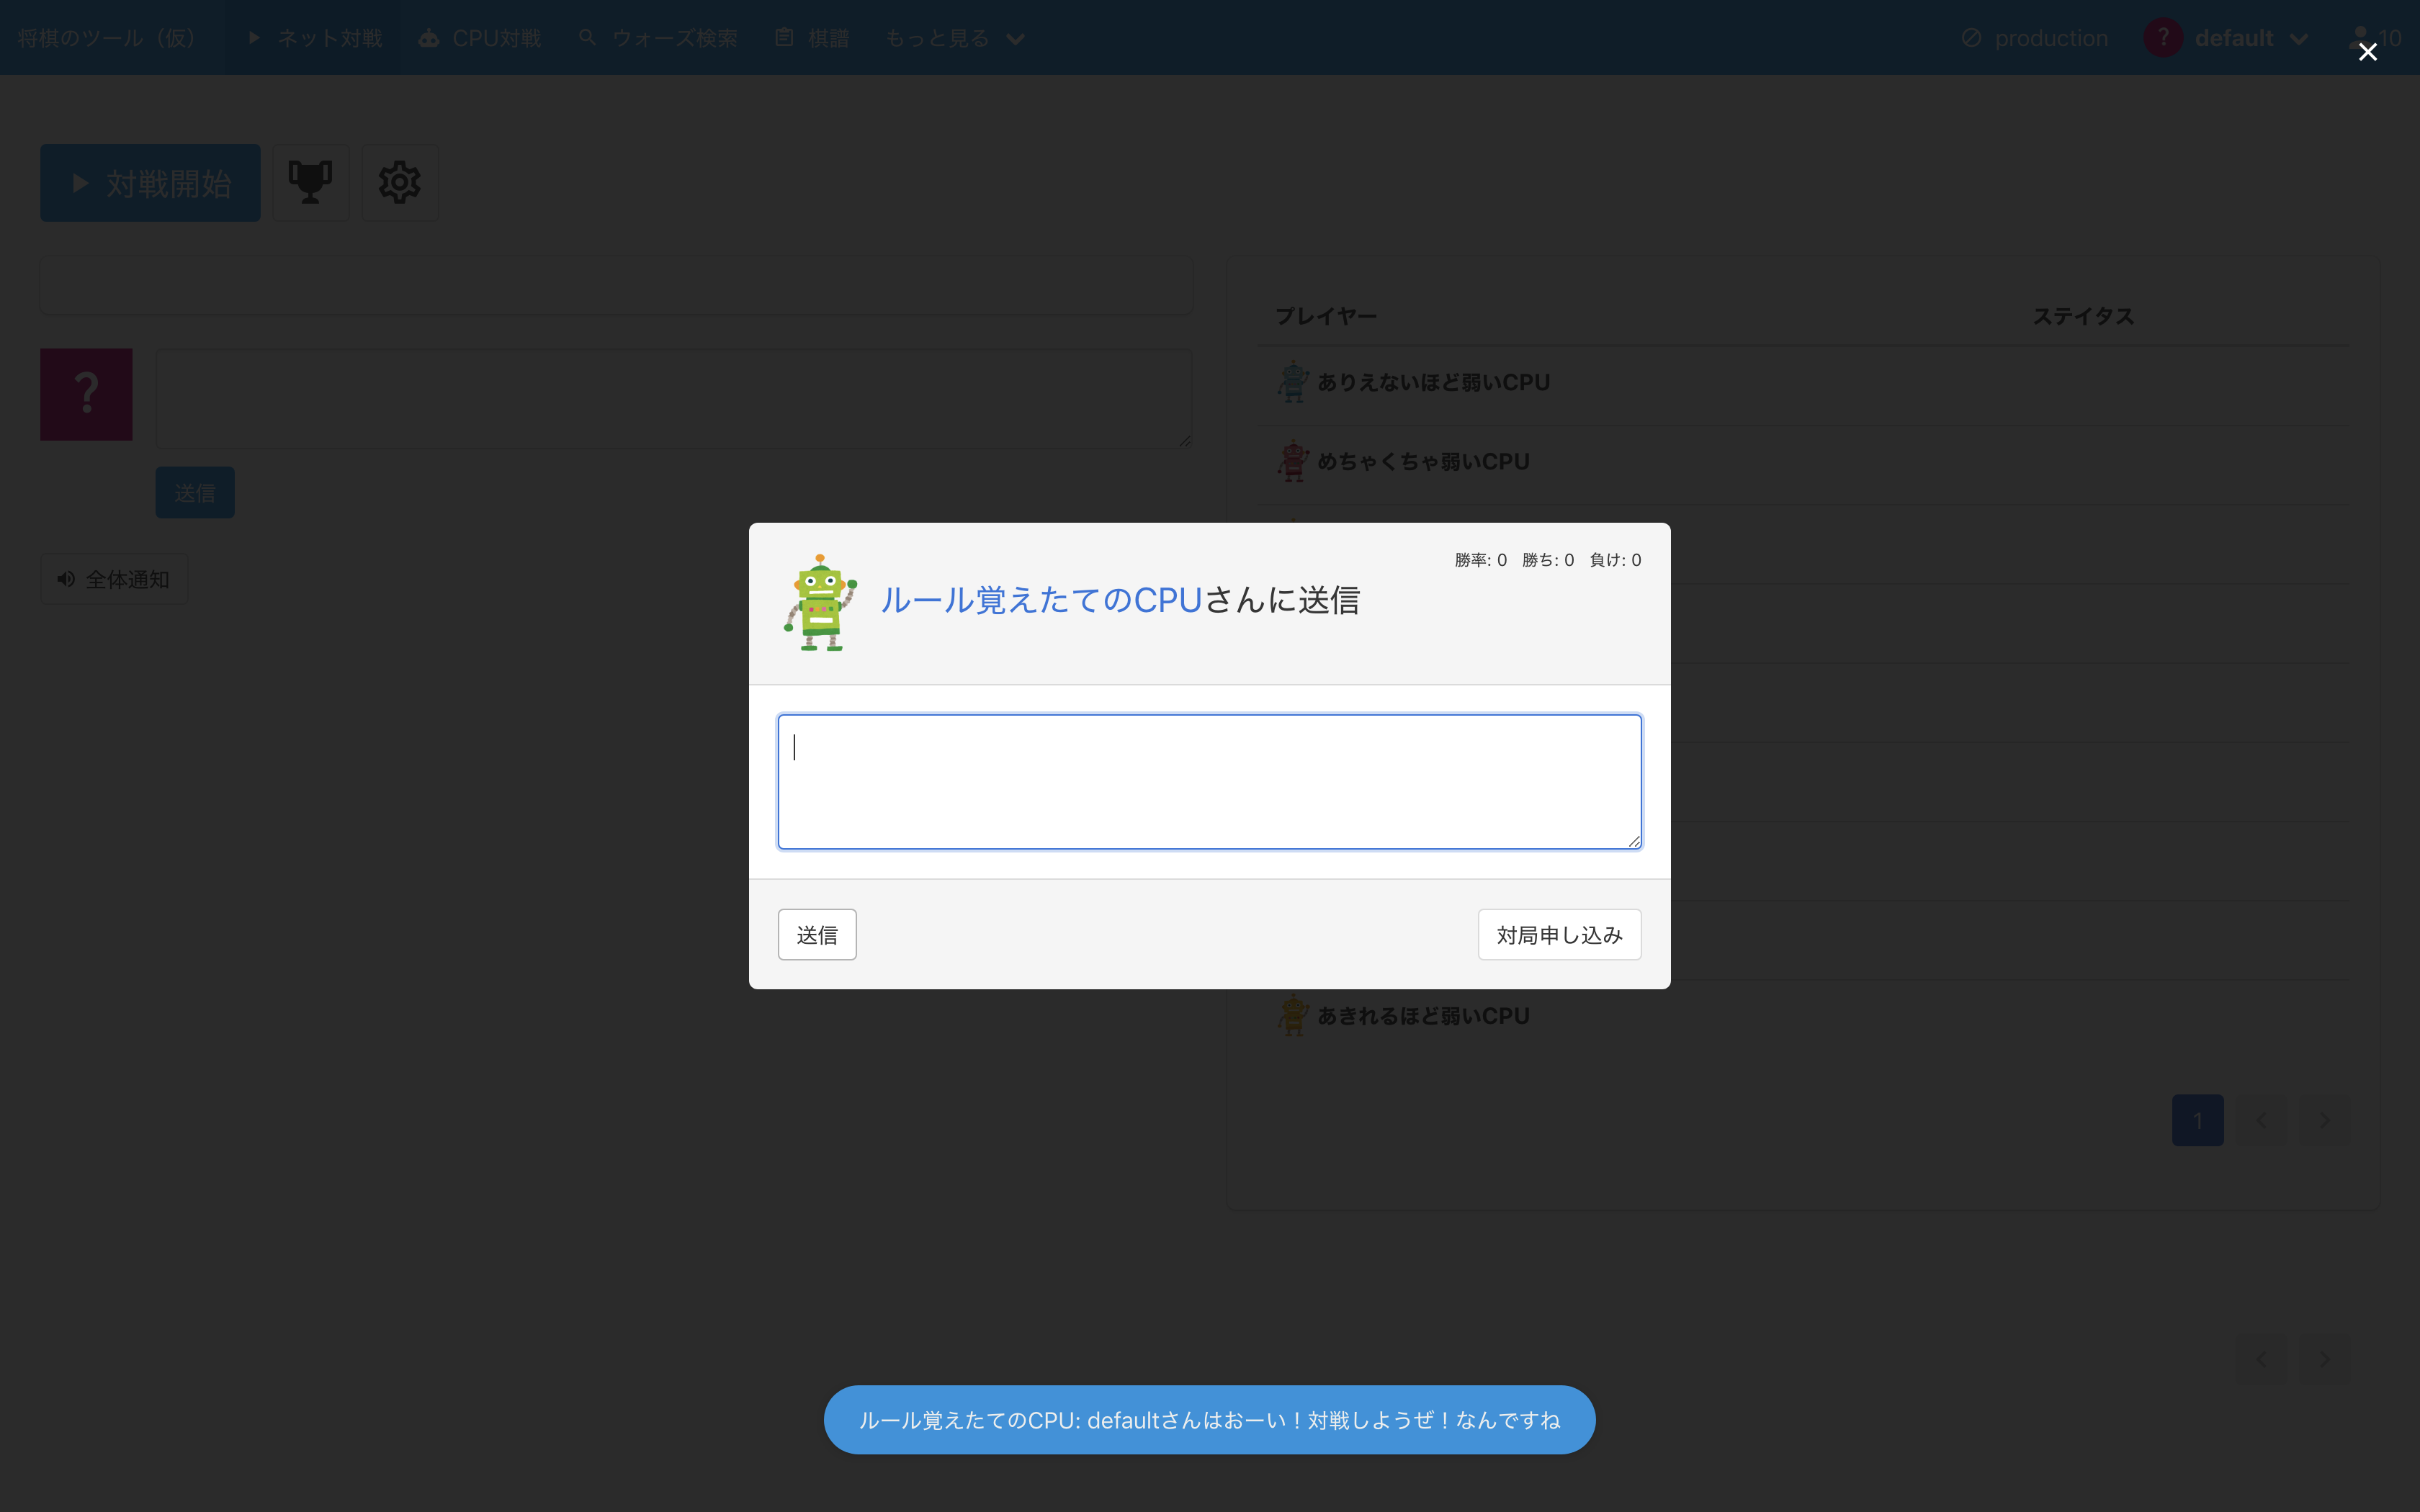 将棋のツール（仮） ネット対戦 CPU対戦 ウォーズ検索 棋譜 もっと見る production ? default 10
対戦開始
プレイヤー ステイタス
?
ありえないほど弱いCPU
めちゃくちゃ弱いCPU
送信
全体通知
勝率: 0 勝ち: 0 負け: 0
ルール覚えたてのCPUさんに送信
送信 対局申し込み
あきれるほど弱いCPU
1
ルール覚えたてのCPU: defaultさんはおーい！対戦しようぜ！なんですね